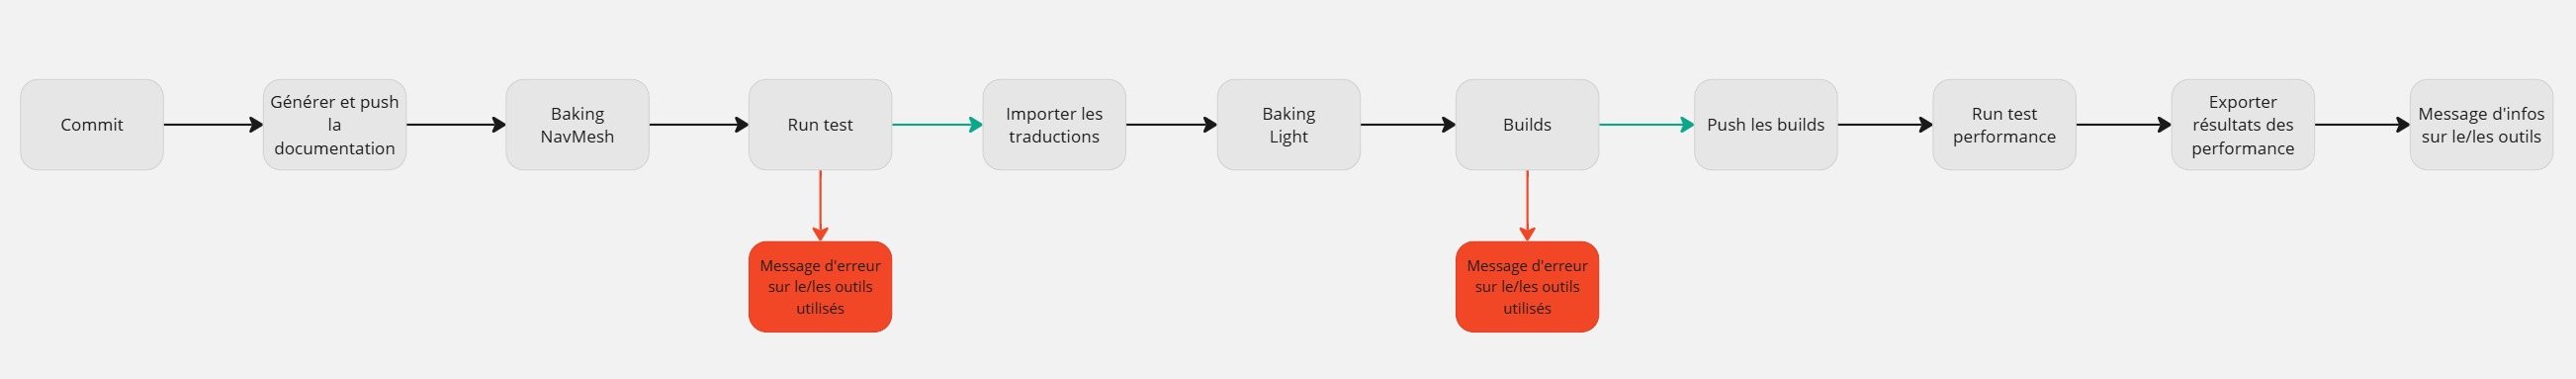 Commit
Générer et push
la
documentation
Baking
NavMesh
Run test
Importer les
traductions
Baking
Light
Builds
Push les builds
Run test
performance
Exporter
résultats des
performance
Message d'infos
sur le/les outils
Message d'erreur
sur le/les outils
utilisés
Message d'erreur
sur le/les outils
utilisés